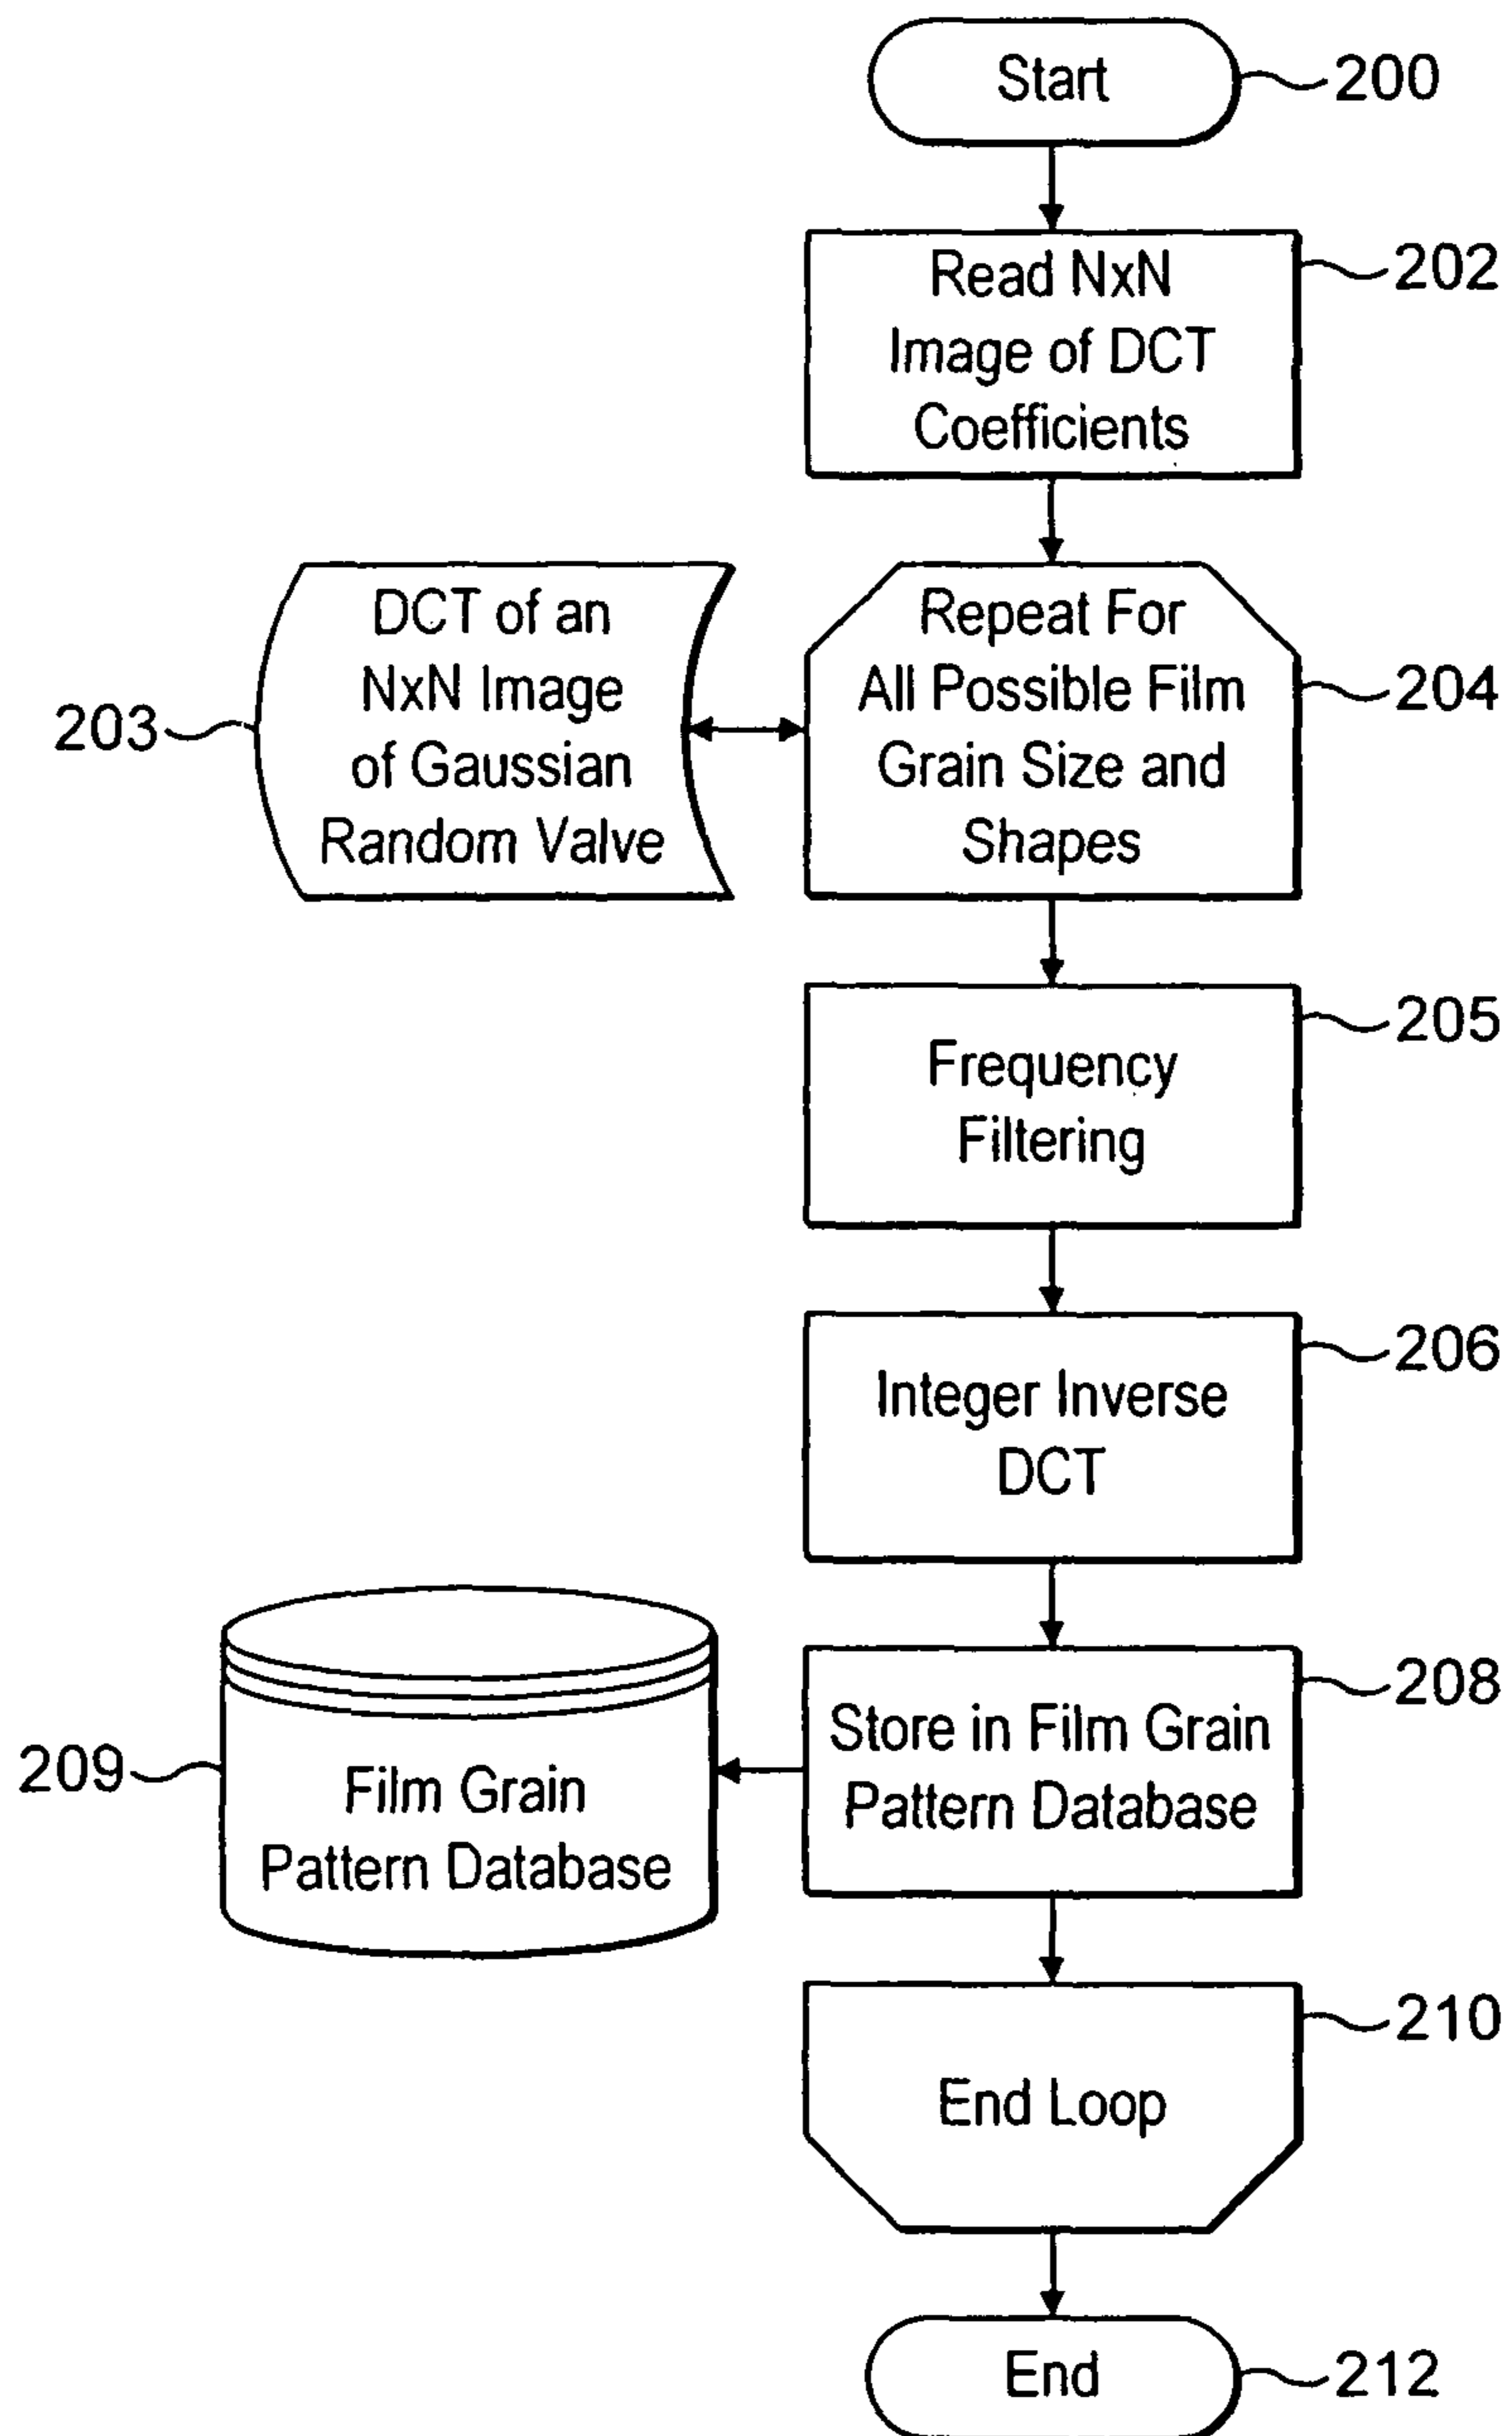 Start
200
Read NxN
Image of DCT
Coefficients
202
DCT of an
NxN Image
of Gaussian
Random Valve
203
Repeat For
All Possible Film
Grain Size and
Shapes
204
Frequency
Filtering
205
Integer Inverse
DCT
206
Store in Film Grain
Pattern Database
208
Film Grain
Pattern Database
209
End Loop
210
End
212